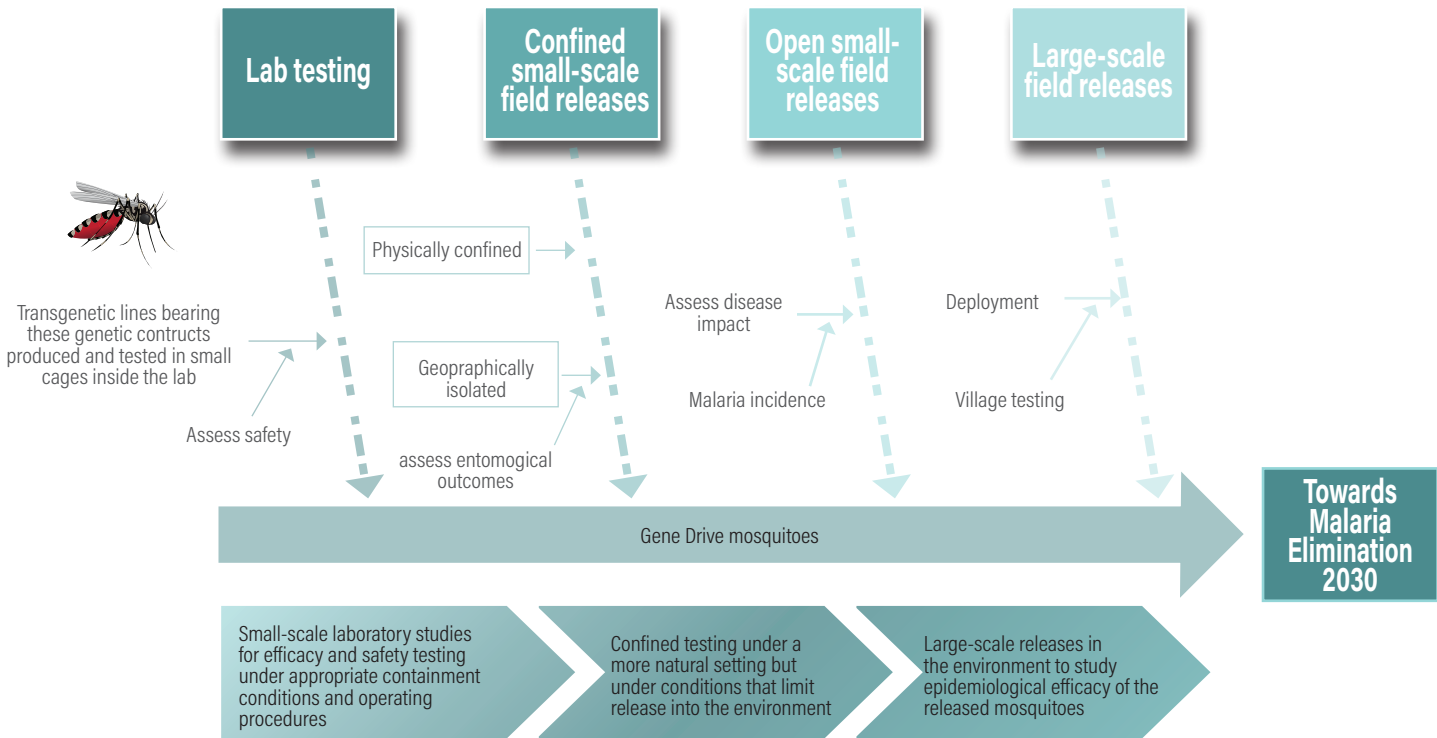 Lab testing
Confined
small-scale
field releases
Open small-
scale field
releases
Large-scale
field releases
Transgenetic lines bearing
these genetic contructs
produced and tested in small
cages inside the lab
Assess safety
Physically confined
Geopraphically
isolated
assess entomogical
outcomes
Assess disease
impact
Malaria incidence
Deployment
Village testing
Gene Drive mosquitoes
Towards
Malaria
Elimination
2030
Small-scale laboratory studies
for efficacy and safety testing
under appropriate containment
conditions and operating
procedures
Confined testing under a
more natural setting but
under conditions that limit
release into the environment
Large-scale releases in
the environment to study
epidemiological efficacy of the
released mosquitoes